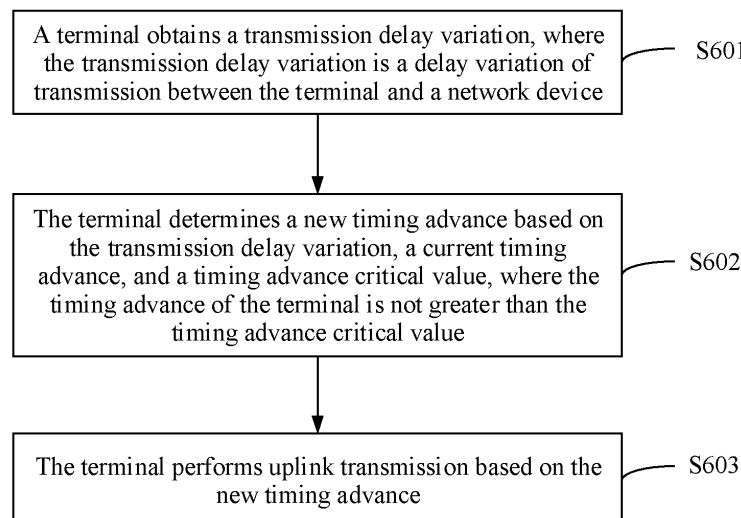 A terminal obtains a transmission delay variation, where
the transmission delay variation is a delay variation of
transmission between the terminal and a network device
S601
The terminal determines a new timing advance based on
the transmission delay variation, a current timing
advance, and a timing advance critical value, where the
timing advance of the terminal is not greater than the
timing advance critical value
S602
The terminal performs uplink transmission based on the
new timing advance
S603